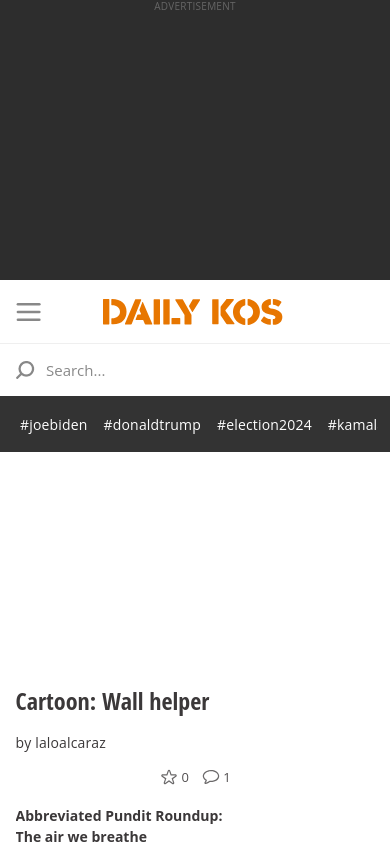 ADVERTISEMENT
DAILY KOS
Search...
#joebiden #donaldtrump #election2024 #kamal
Cartoon: Wall helper
by laloalcaraz
0 1
Abbreviated Pundit Roundup:
The air we breathe